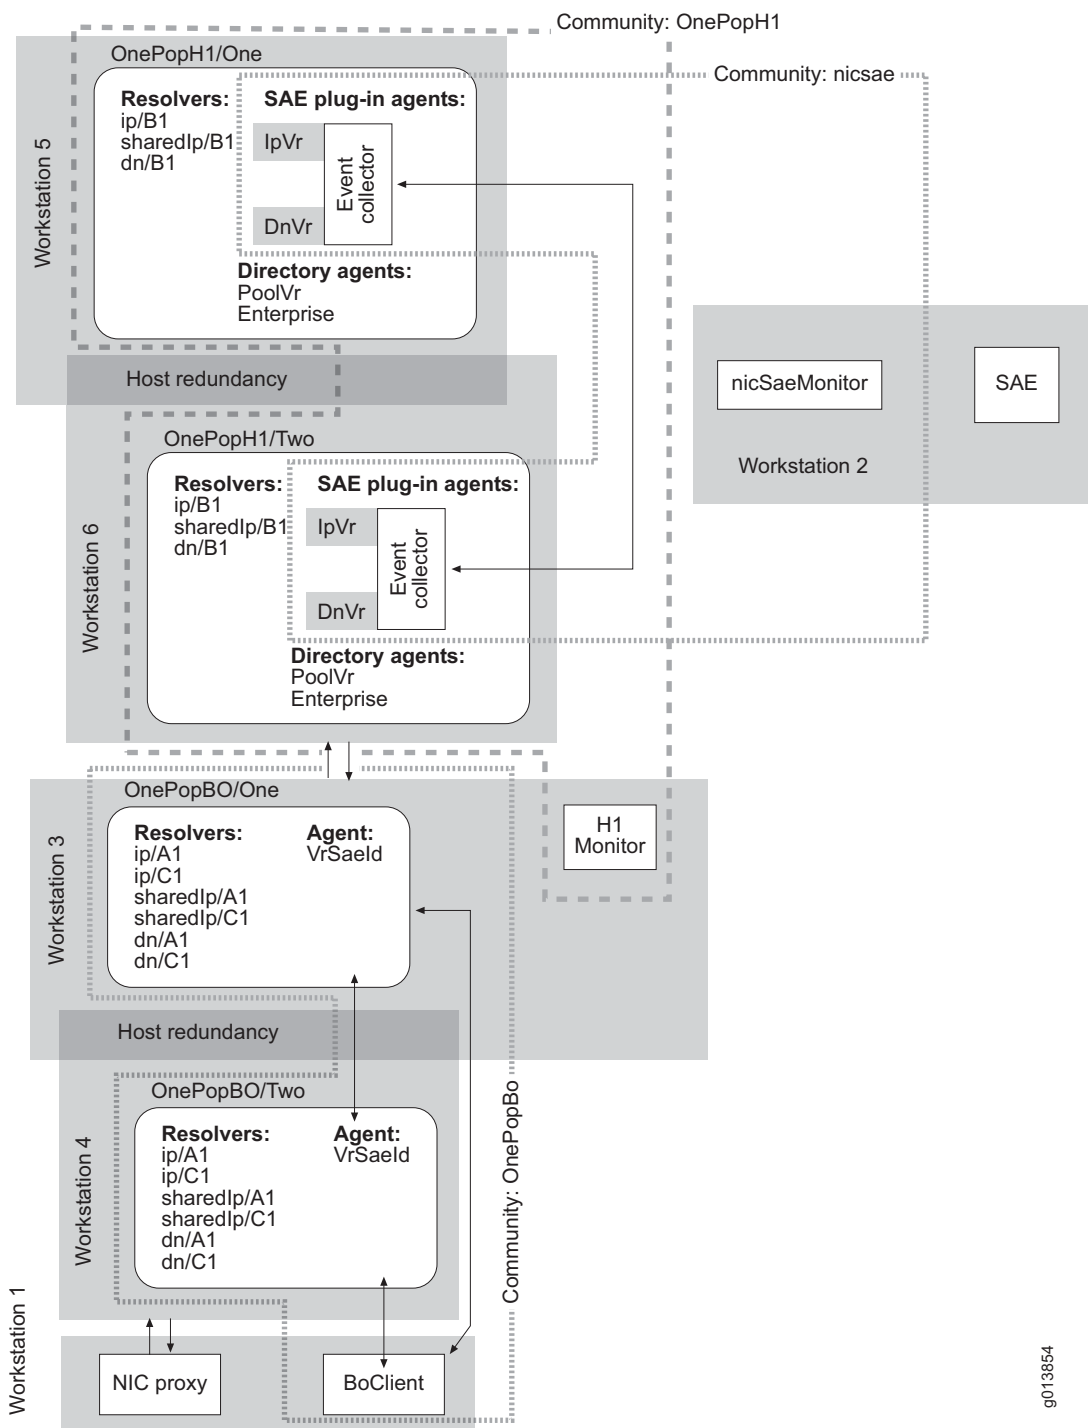 Community: OnePopH1
OnePopH1/One
Community: nicsae
Workstation 5
Resolvers:
ip/B1
sharedIp/B1
dn/B1
SAE plug-in agents:
IpVr
Event
collector
DnVr
Directory agents:
PoolVr
Enterprise
Host redundancy
nicSaeMonitor
SAE
Workstation 2
OnePopH1/Two
Workstation 6
Resolvers:
ip/B1
sharedIp/B1
dn/B1
SAE plug-in agents:
IpVr
Event
collector
DnVr
Directory agents:
PoolVr
Enterprise
OnePopBO/One
Workstation 3
Resolvers:
ip/A1
ip/C1
sharedIp/A1
sharedIp/C1
dn/A1
dn/C1
Agent:
VrSaeId
H1
Monitor
Host redundancy
OnePopBO/Two
Workstation 4
Resolvers:
ip/A1
ip/C1
sharedIp/A1
sharedIp/C1
dn/A1
dn/C1
Agent:
VrSaeId
Community: OnePopBo
Workstation 1
NIC proxy
BoClient
g013854